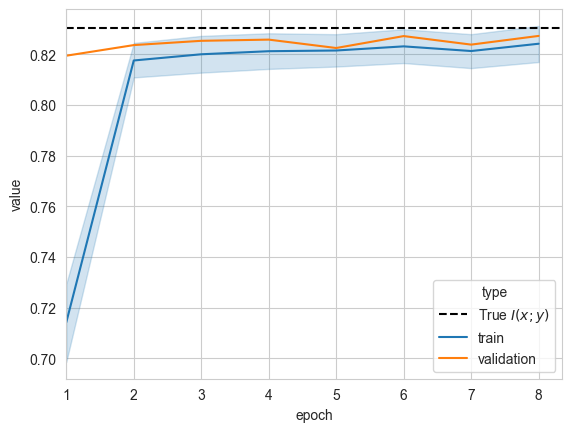 0.82
0.80
0.78
0.76
0.74
0.72
0.70
value
1 2 3 4 5 6 7 8
epoch
type
True I(x; y)
train
validation